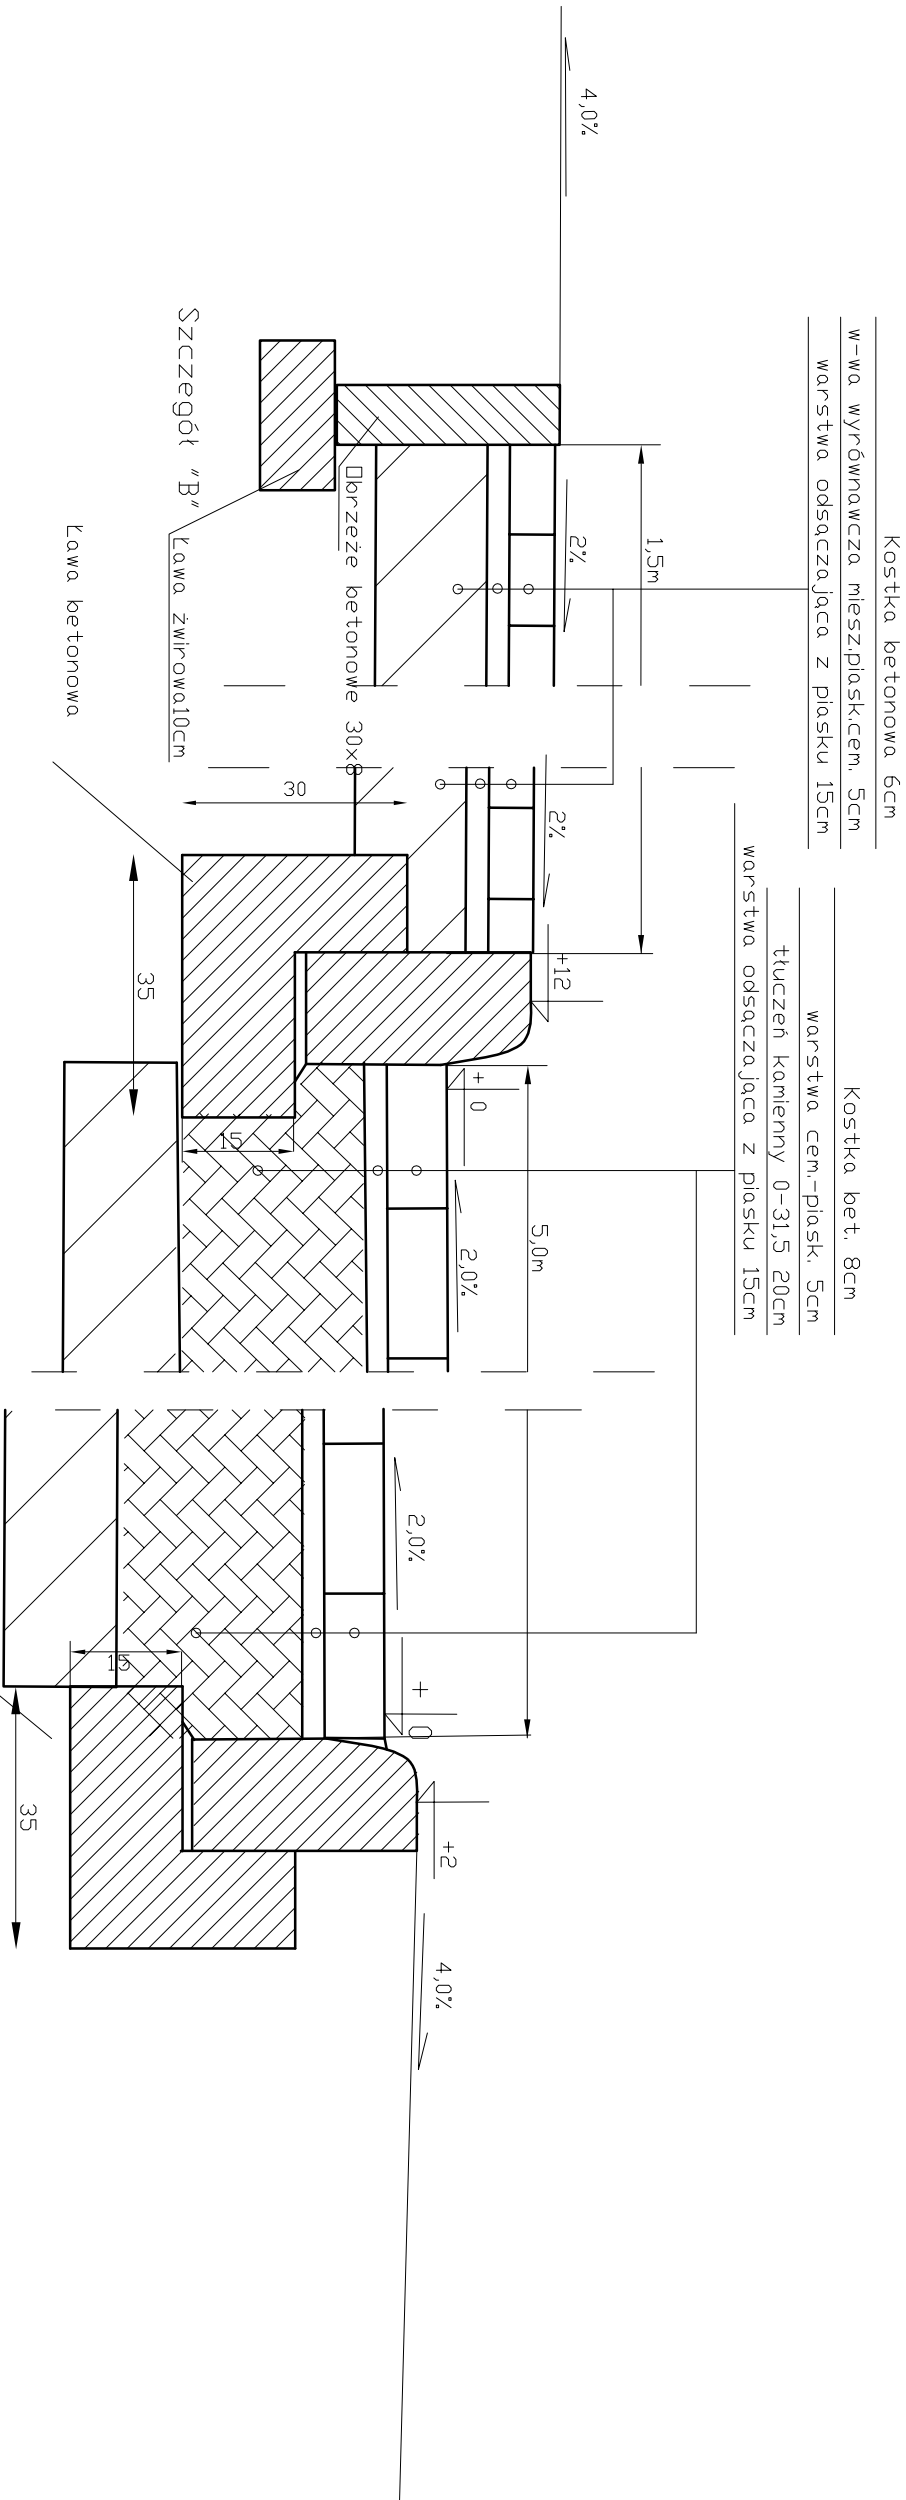 Kostka betonowa 6cm
w-wa wyrównawcza miesz.piask.cem. 5cm
warstwa odsączająca z piasku 15cm
Kostka bet. 8cm
warstwa cem.-piask. 5cm
tłuczeń kamienny 0-31,5 20cm
warstwa odsączająca z piasku 15cm
4,0%
1,5m
2%
2%
+12
+ 0
5,0m
2,0%
2,0%
+ 0
+2
4,0%
Obrzeże betonowe 30x8
30
15
15
35
35
Szczegół "B"
Ława żwirowa10cm
Ława betonowa